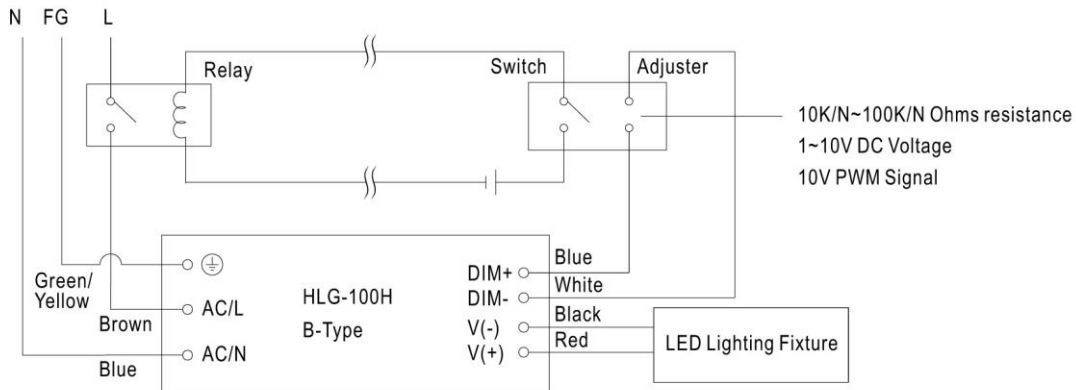 N FG L
Relay
Switch
Adjuster
10K/N~100K/N Ohms resistance
1~10V DC Voltage
10V PWM Signal
Green/
Yellow
Brown
Blue
AC/L
AC/N
HLG-100H
B-Type
DIM+
DIM-
V(-)
V(+)
Blue
White
Black
Red
LED Lighting Fixture